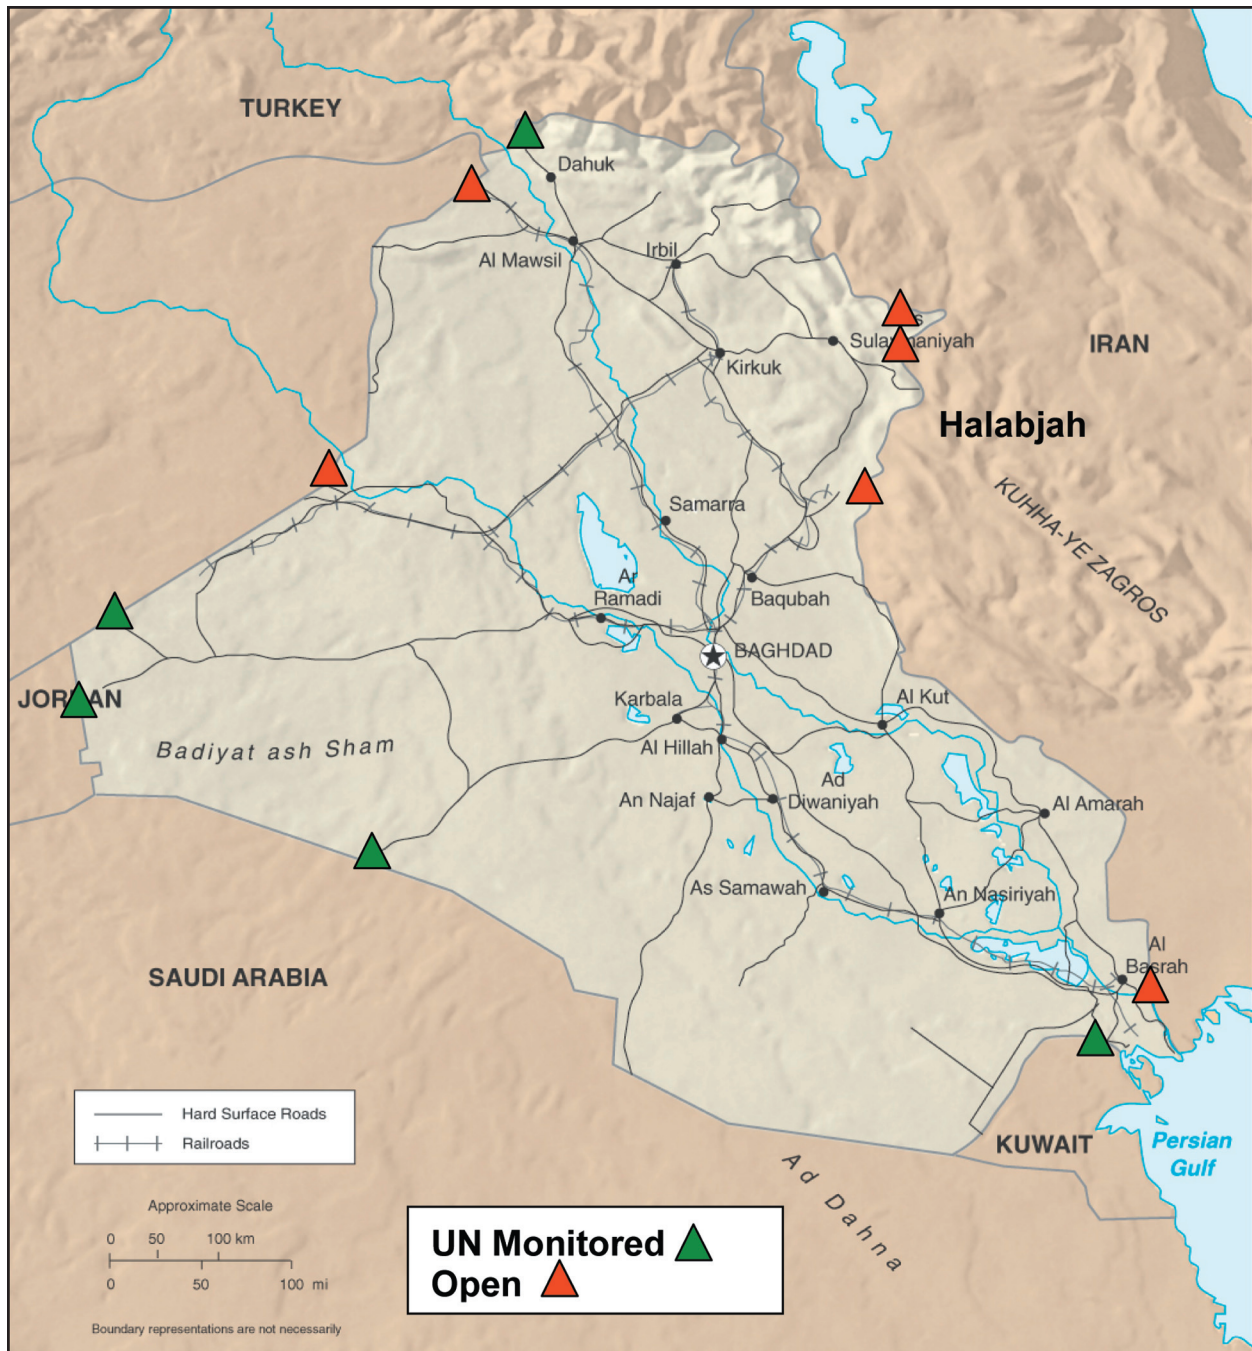 TURKEY
Dahuk
Al Mawsil
Irbil
s
Sulaymaniyah
IRAN
Kirkuk
Halabjah
KUHHA-YE ZAGROS
Samarra
Ar
Ramadi
Baqubah
BAGHDAD
JORDAN
Karbala
Al Kut
Badiyat ash Sham
Al Hillah
Ad
Diwaniyah
An Najaf
Al Amarah
As Samawah
An Nasiriyah
Al
Basrah
SAUDI ARABIA
Hard Surface Roads
Railroads
KUWAIT
Persian
Gulf
Ad Dahna
Approximate Scale
0 50 100 km
0 50 100 mi
UN Monitored
Open
Boundary representations are not necessarily